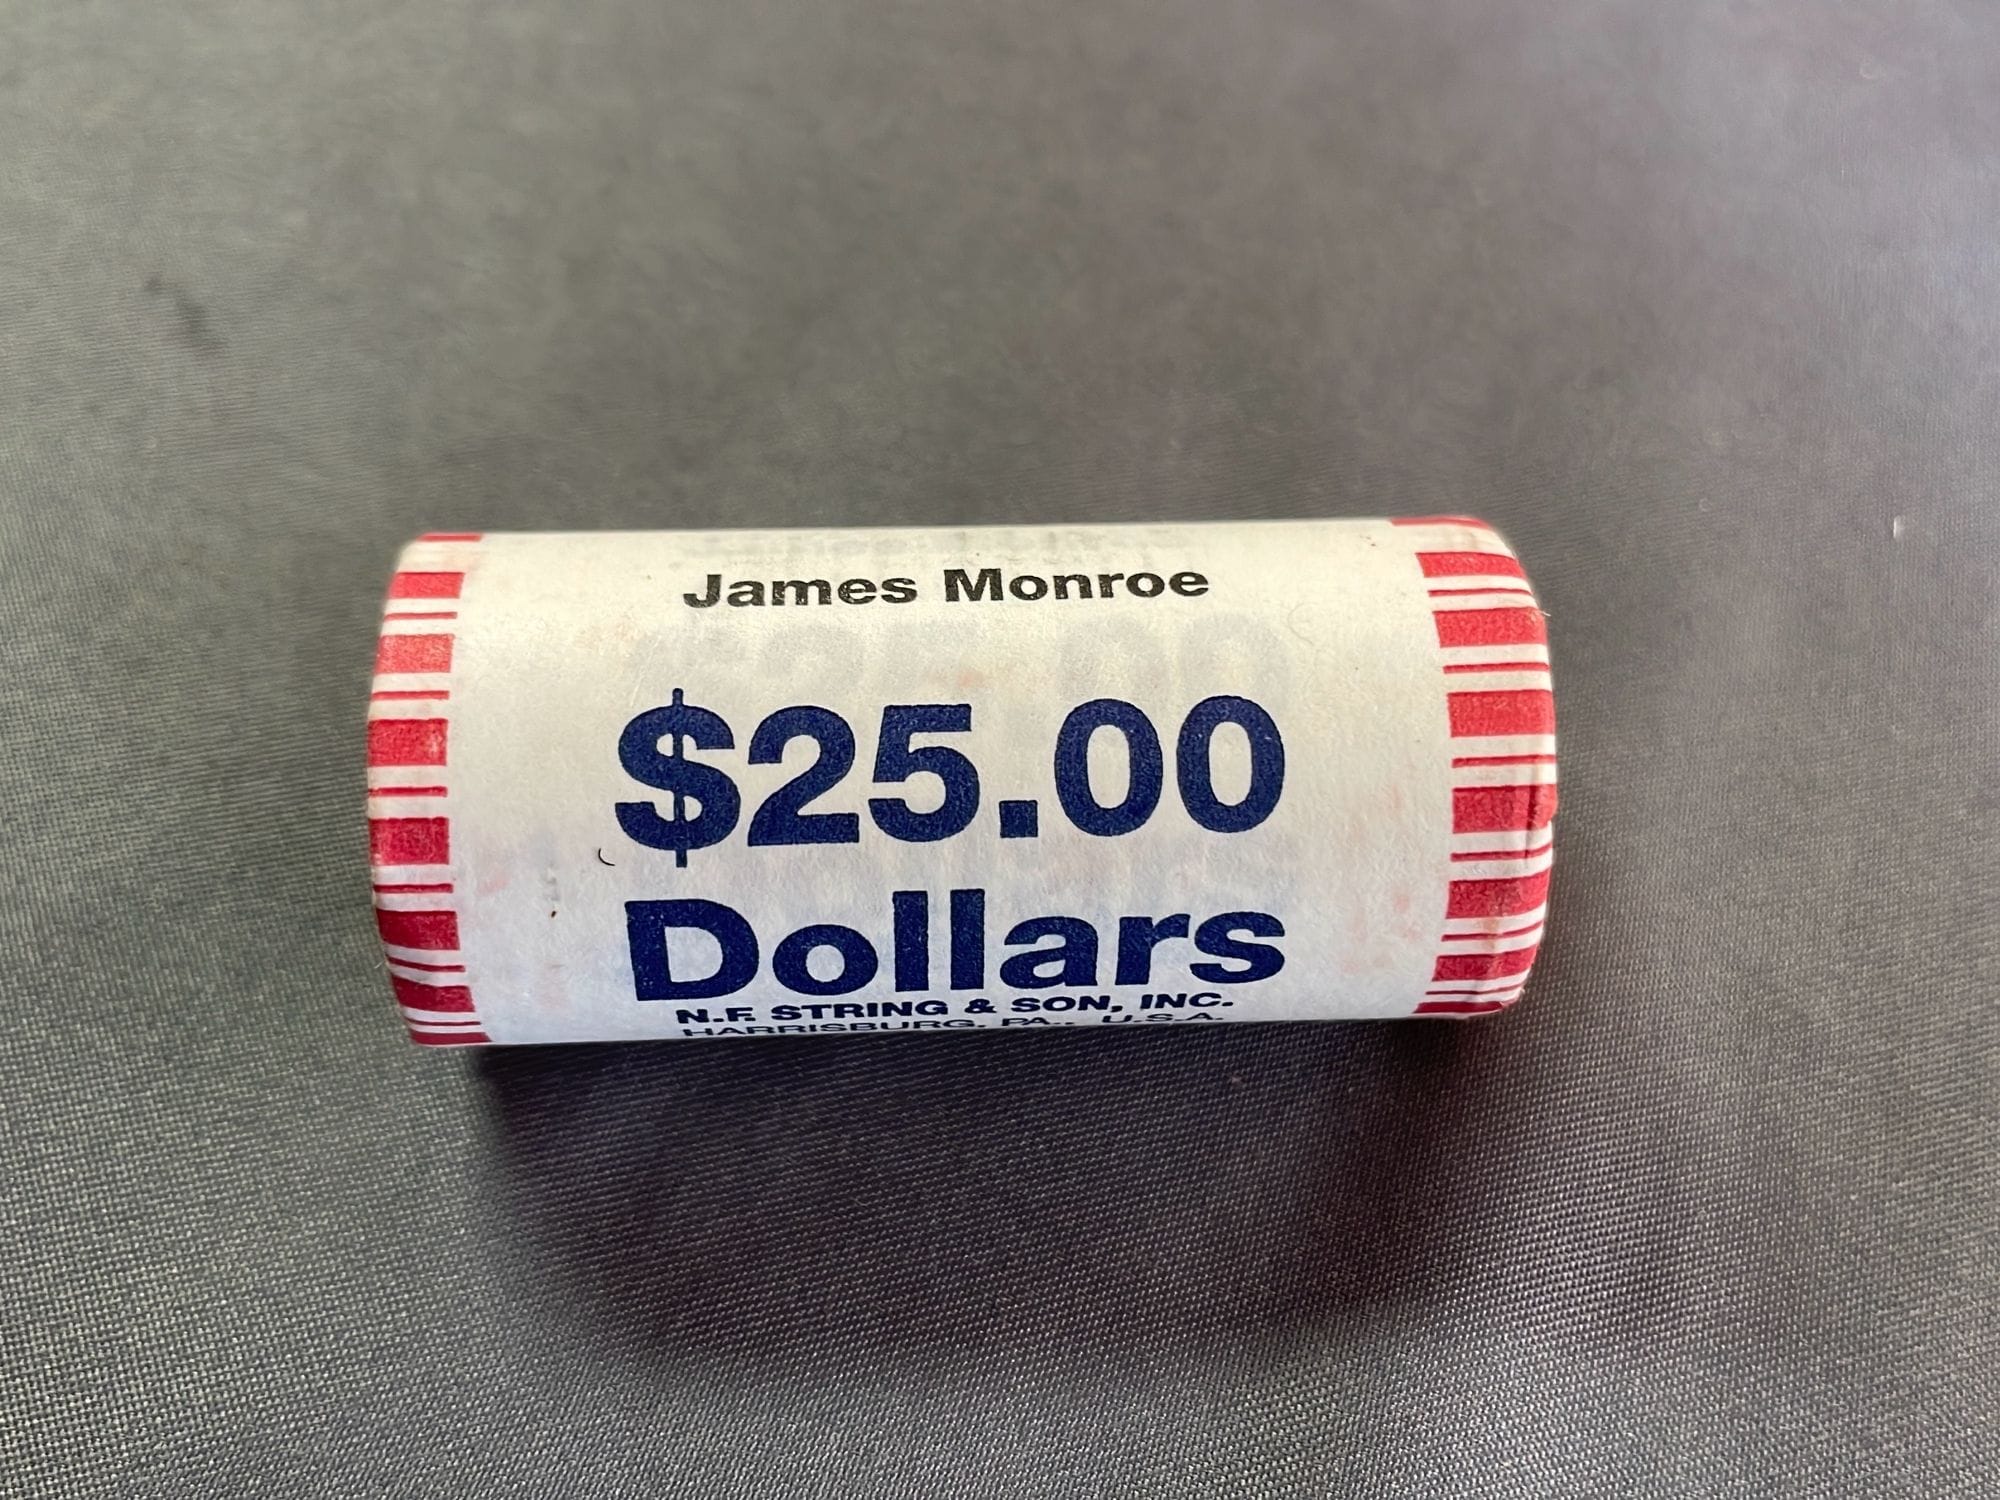 James Monroe
$25.00
Dollars
N.F. STRING & SON, INC.
HARRISBURG, PA., U.S.A.